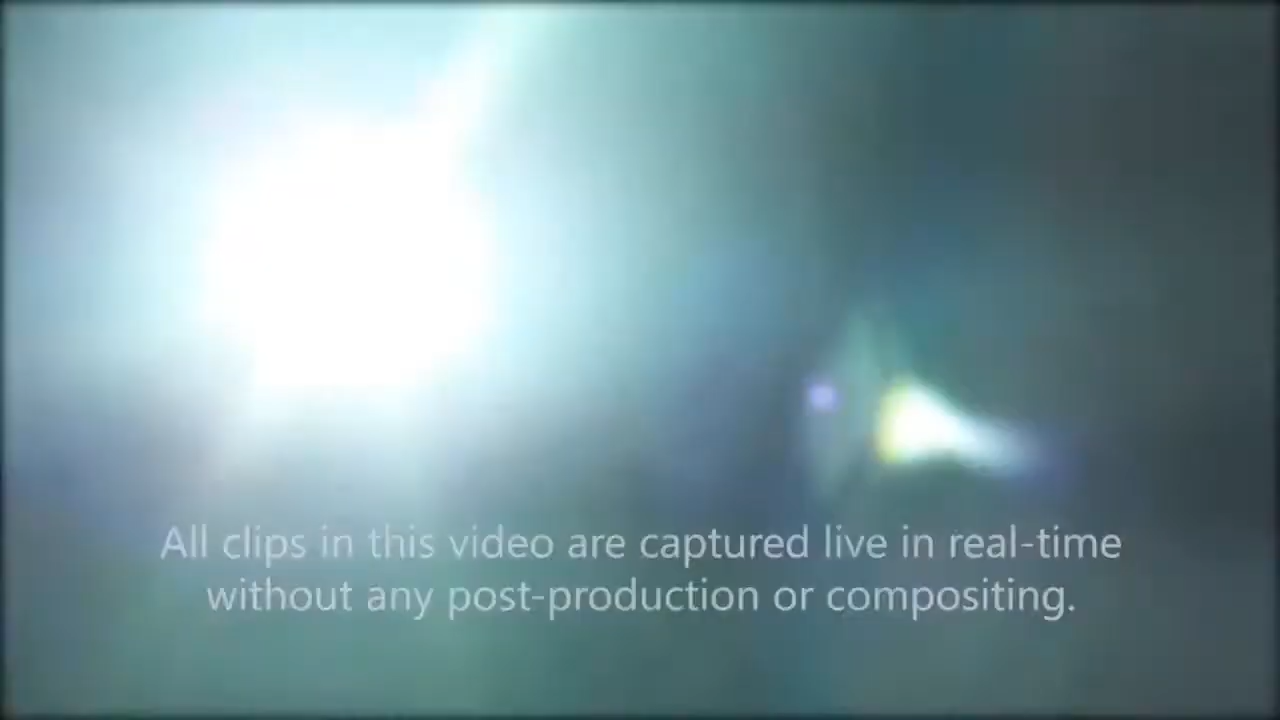 All clips in this video are captured live in real-time
without any post-production or compositing.